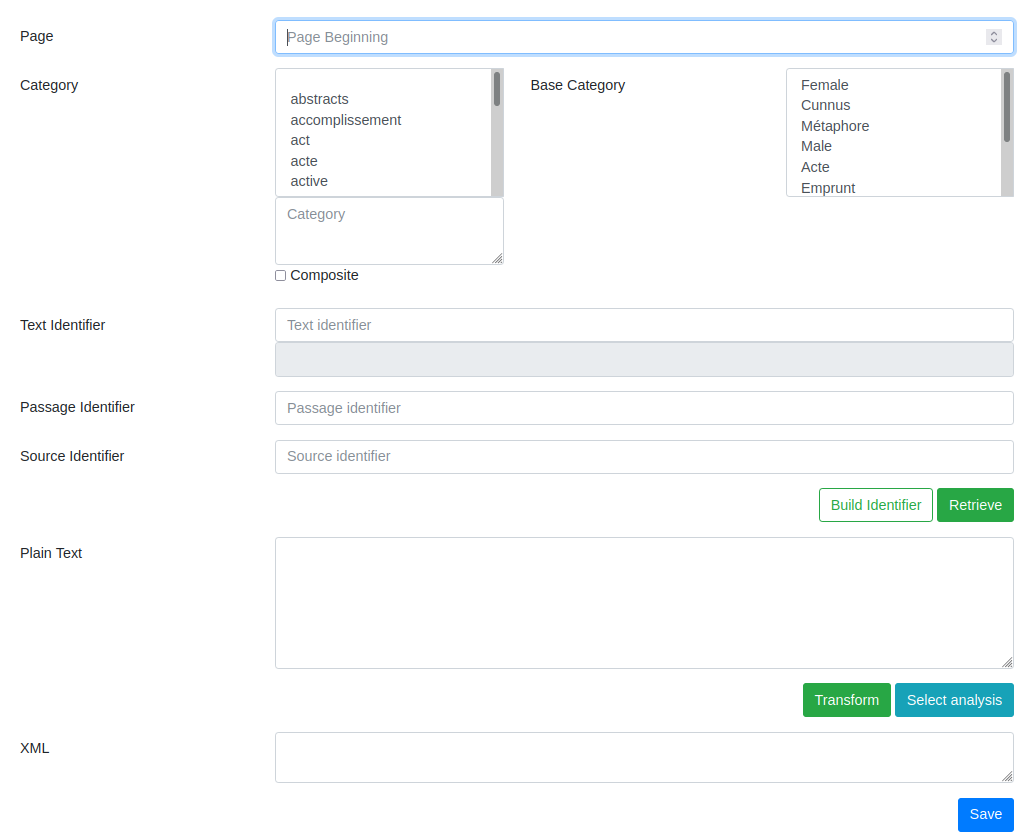 Page
Page Beginning
Category
abstracts
accomplissement
act
acte
active
Category
Composite
Base Category
Female
Cunnus
Métaphore
Male
Acte
Emprunt
Text Identifier
Text identifier
Passage Identifier
Passage identifier
Source Identifier
Source identifier
Build Identifier
Retrieve
Plain Text
Transform
Select analysis
XML
Save